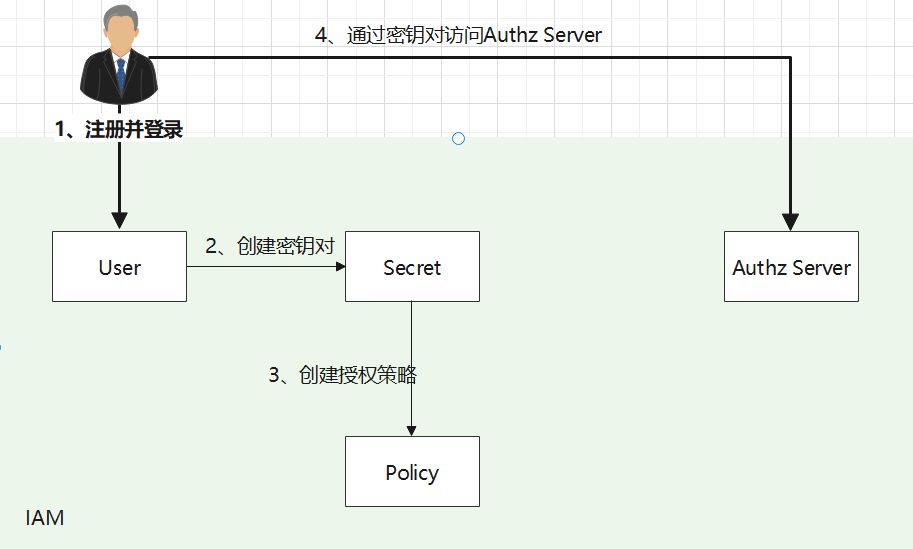 4、通过密钥对访问Authz Server
1、注册并登录
2、创建密钥对
User
Secret
Authz Server
3、创建授权策略
Policy
IAM